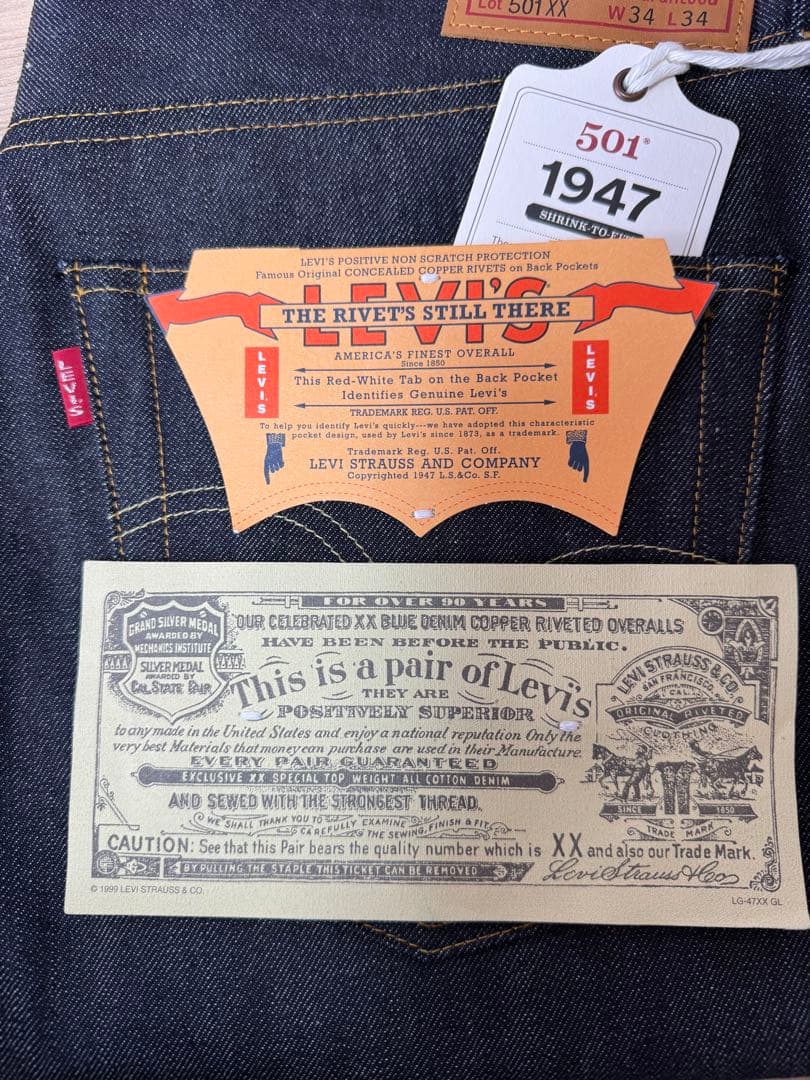 Lot 501XX
W34 L34
501®
1947
SHRINK-TO-FIT
LEVI'S POSITIVE NON SCRATCH PROTECTION
Famous Original CONCEALED COPPER RIVETS on Back Pockets
LEVI'S
THE RIVET'S STILL THERE
AMERICA'S FINEST OVERALL
Since 1850
This Red-White Tab on the Back Pocket
Identifies Genuine Levi's
TRADEMARK REG. U.S. PAT. OFF.
LEVI'S
LEVI'S
LEVI'S
To help you identify Levi's quickly---we have adopted this characteristic
pocket design, used by Levi's since 1873, as a trademark.
Trademark Reg. U.S. Pat. Off.
LEVI STRAUSS AND COMPANY
Copyrighted 1947 L.S.&Co. S.F.
FOR OVER 90 YEARS
OUR CELEBRATED XX BLUE DENIM COPPER RIVETED OVERALLS
HAVE BEEN BEFORE THE PUBLIC.
This is a pair of Levi's
THEY ARE
POSITIVELY SUPERIOR
to any made in the United States and enjoy a national reputation Only the
very best Materials that money can purchase are used in their Manufacture.
EVERY PAIR GUARANTEED
EXCLUSIVE XX SPECIAL TOP WEIGHT ALL COTTON DENIM
AND SEWED WITH THE STRONGEST THREAD.
WE SHALL THANK YOU TO
CAREFULLY EXAMINE
THE SEWING, FINISH & FIT
CAUTION: See that this Pair bears the quality number which is XX and also our Trade Mark.
BY PULLING THE STAPLE THIS TICKET CAN BE REMOVED
Levi Strauss & Co
GRAND SILVER MEDAL
AWARDED BY
MECHANICS INSTITUTE
SILVER MEDAL
AWARDED BY
CAL. STATE FAIR
LEVI STRAUSS & CO.
SAN FRANCISCO,
CAL.
ORIGINAL RIVETED
CLOTHING
SINCE 1850
TRADE MARK
© 1999 LEVI STRAUSS & CO.
LG-47XX GL